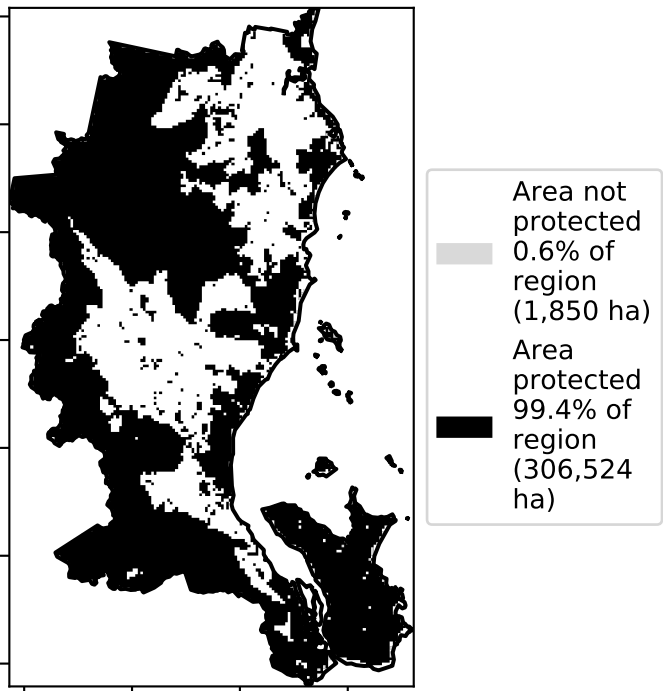 Area not
protected
0.6% of
region
(1,850 ha)
Area
protected
99.4% of
region
(306,524
ha)